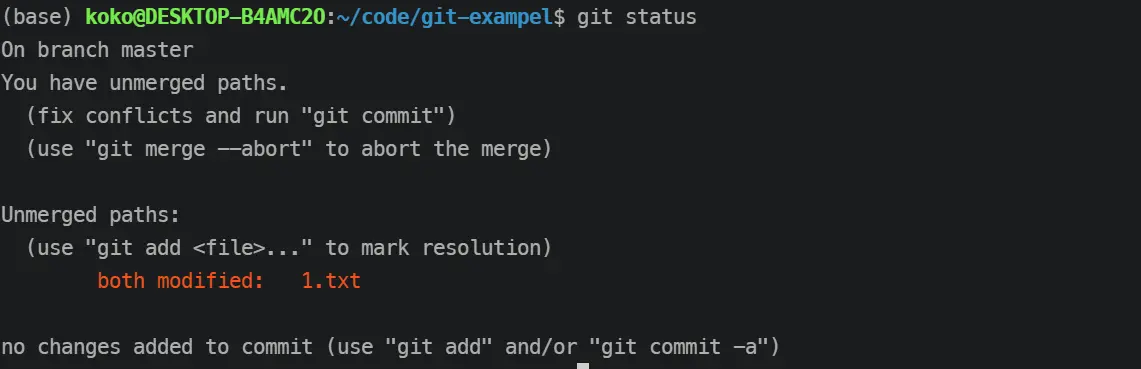 (base) koko@DESKTOP-B4AMC2O:~/code/git-exampel$ git status
On branch master
You have unmerged paths.
  (fix conflicts and run "git commit")
  (use "git merge --abort" to abort the merge)

Unmerged paths:
  (use "git add <file>..." to mark resolution)
        both modified:   1.txt

no changes added to commit (use "git add" and/or "git commit -a")